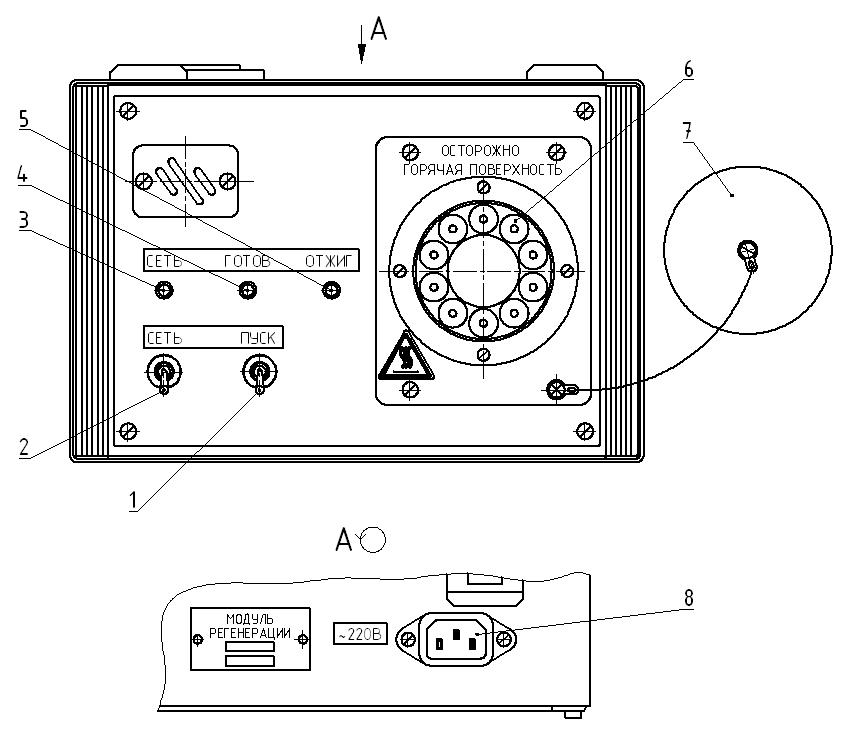 А
6
5
7
ОСТОРОЖНО
ГОРЯЧАЯ ПОВЕРХНОСТЬ
4
3
СЕТЬ ГОТОВ ОТЖИГ
СЕТЬ ПУСК
2
1
А
8
МОДУЛЬ
РЕГЕНЕРАЦИИ
~220В